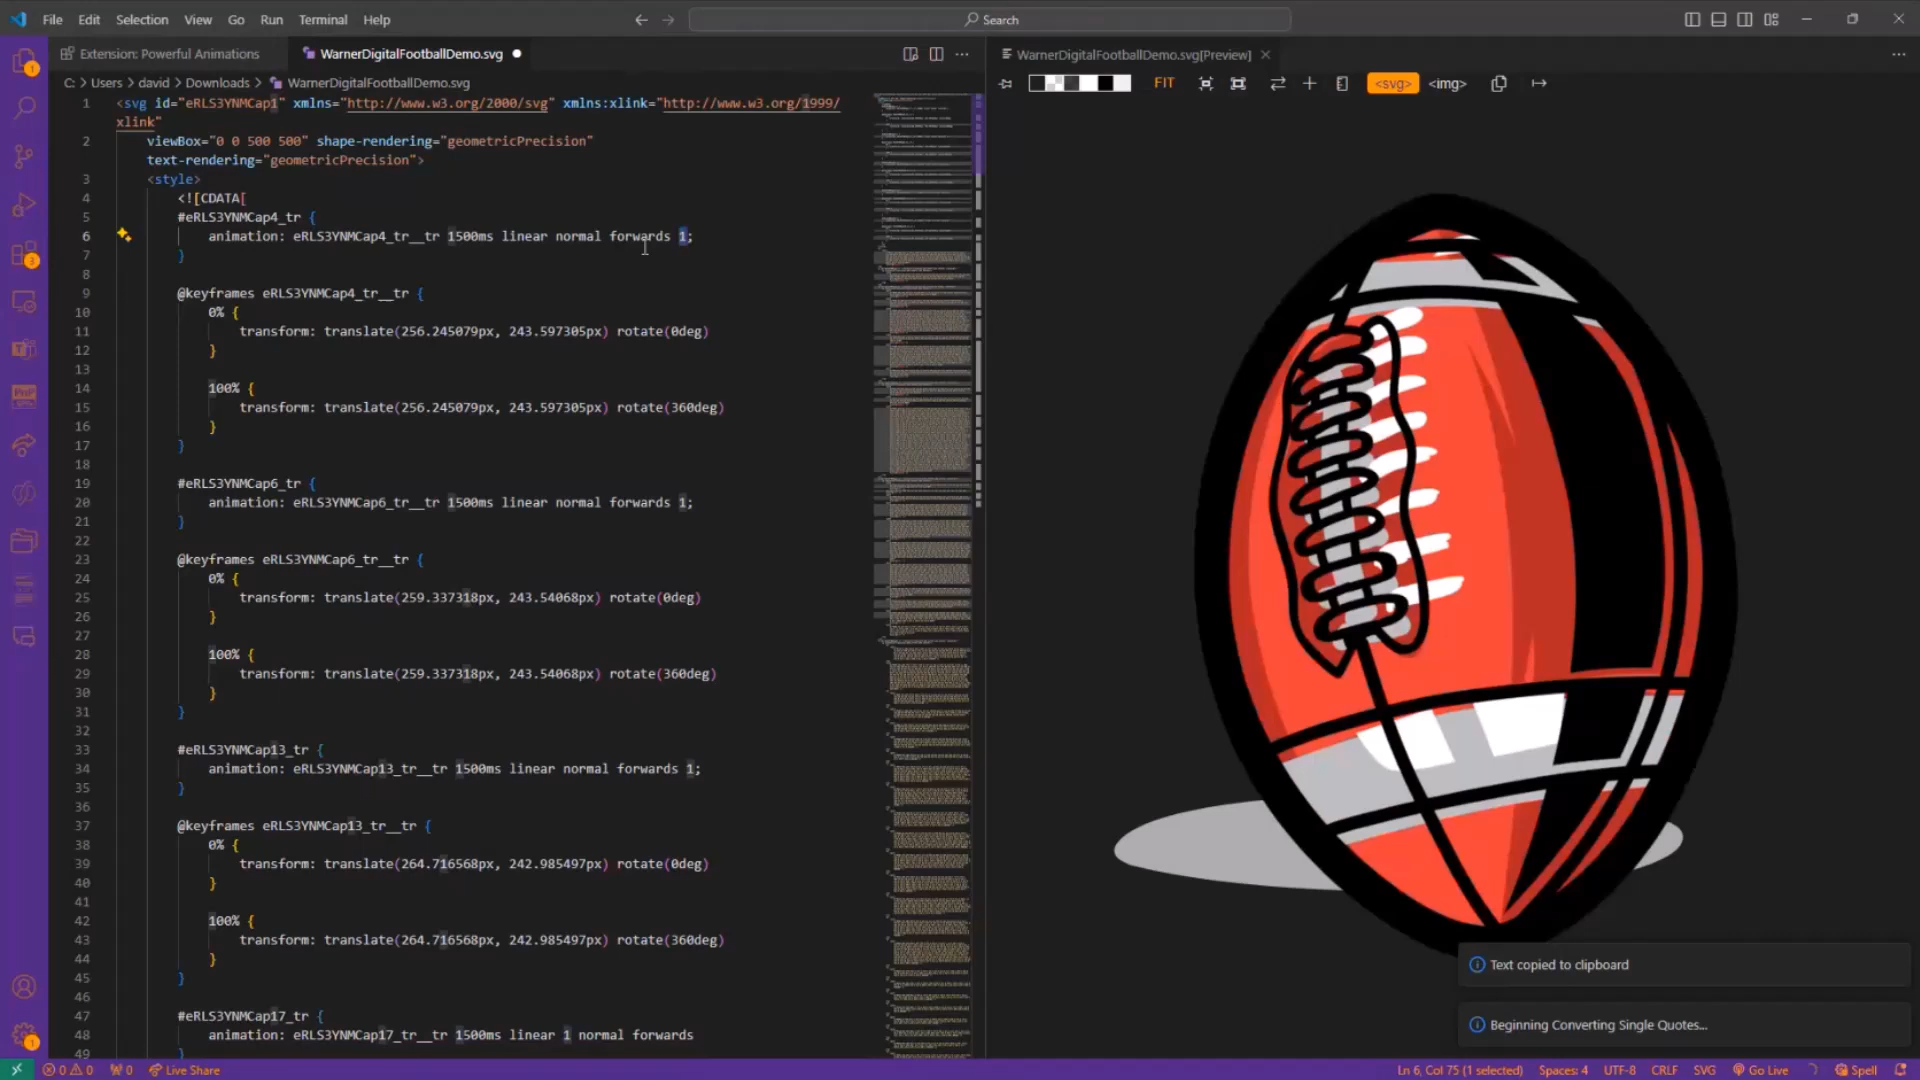 File Edit Selection View Go Run Terminal Help
Search
Extension: Powerful Animations
WarnerDigitalFootballDemo.svg
WarnerDigitalFootballDemo.svg[Preview]
C: > Users > david > Downloads > WarnerDigitalFootballDemo.svg
FIT
<svg>
<img>
1 <svg id="eRLS3YNMCap1" xmlns="http://www.w3.org/2000/svg" xmlns:xlink="http://www.w3.org/1999/
xlink"
2 viewBox="0 0 500 500" shape-rendering="geometricPrecision"
text-rendering="geometricPrecision">
3 <style>
4 <![CDATA[
5 #eRLS3YNMCap4_tr {
6 animation: eRLS3YNMCap4_tr__tr 1500ms linear normal forwards 1;
7 }
8
9 @keyframes eRLS3YNMCap4_tr__tr {
10 0% {
11 transform: translate(256.245079px, 243.597305px) rotate(0deg)
12 }
13
14 100% {
15 transform: translate(256.245079px, 243.597305px) rotate(360deg)
16 }
17 }
18
19 #eRLS3YNMCap6_tr {
20 animation: eRLS3YNMCap6_tr__tr 1500ms linear normal forwards 1;
21 }
22
23 @keyframes eRLS3YNMCap6_tr__tr {
24 0% {
25 transform: translate(259.337318px, 243.54068px) rotate(0deg)
26 }
27
28 100% {
29 transform: translate(259.337318px, 243.54068px) rotate(360deg)
30 }
31 }
32
33 #eRLS3YNMCap13_tr {
34 animation: eRLS3YNMCap13_tr__tr 1500ms linear normal forwards 1;
35 }
36
37 @keyframes eRLS3YNMCap13_tr__tr {
38 0% {
39 transform: translate(264.716568px, 242.985497px) rotate(0deg)
40 }
41
42 100% {
43 transform: translate(264.716568px, 242.985497px) rotate(360deg)
44 }
45 }
46
47 #eRLS3YNMCap17_tr {
48 animation: eRLS3YNMCap17_tr__tr 1500ms linear 1 normal forwards
49 }
Text copied to clipboard
Beginning Converting Single Quotes...
0 0 0 Live Share
Ln 6, Col 75 (1 selected) Spaces: 4 UTF-8 CRLF SVG Go Live Spell